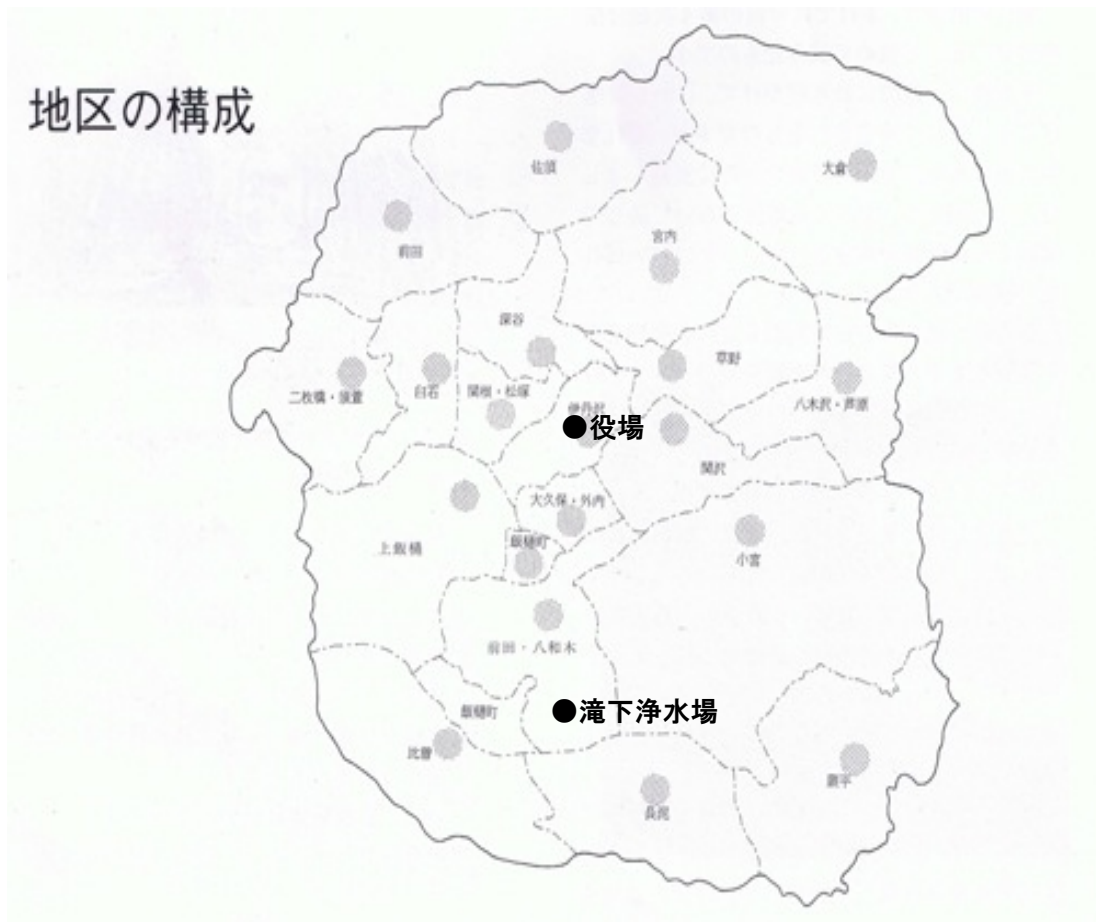 地区の構成
佐須
大倉
宮内
前田
深谷
草野
二枚橋・須萱
白石
関根・松塚
八木沢・芦原
伊丹沢
●役場
関沢
大久保・外内
飯樋町
上飯樋
小宮
前田・八和木
飯樋町
●滝下浄水場
比曽
蕨平
長泥